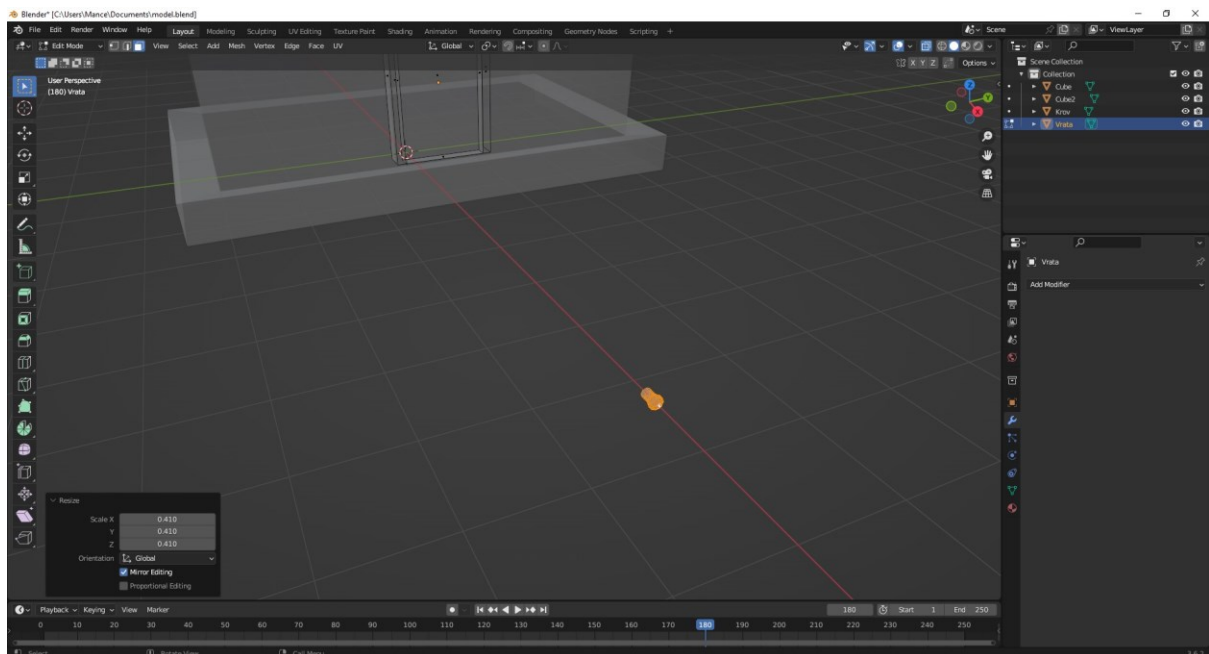 Blender* [C:\Users\Mance\Documents\model.blend]
File Edit Render Window Help Layout Modeling Sculpting UV Editing Texture Paint Shading Animation Rendering Compositing Geometry Nodes Scripting + Scene ViewLayer
Edit Mode View Select Add Mesh Vertex Edge Face UV Global
X Y Z Options
User Perspective
(180) Vrata
Z
Y
X
Scene Collection
Collection
Cube
Cube2
Krov
Vrata
Vrata
Add Modifier
Resize
Scale X 0.410
Y 0.410
Z 0.410
Orientation Global
Mirror Editing
Proportional Editing
Playback Keying View Marker 180 Start 1 End 250
0 10 20 30 40 50 60 70 80 90 100 110 120 130 140 150 160 170 180 190 200 210 220 230 240 250
Select Rotate View Call Menu